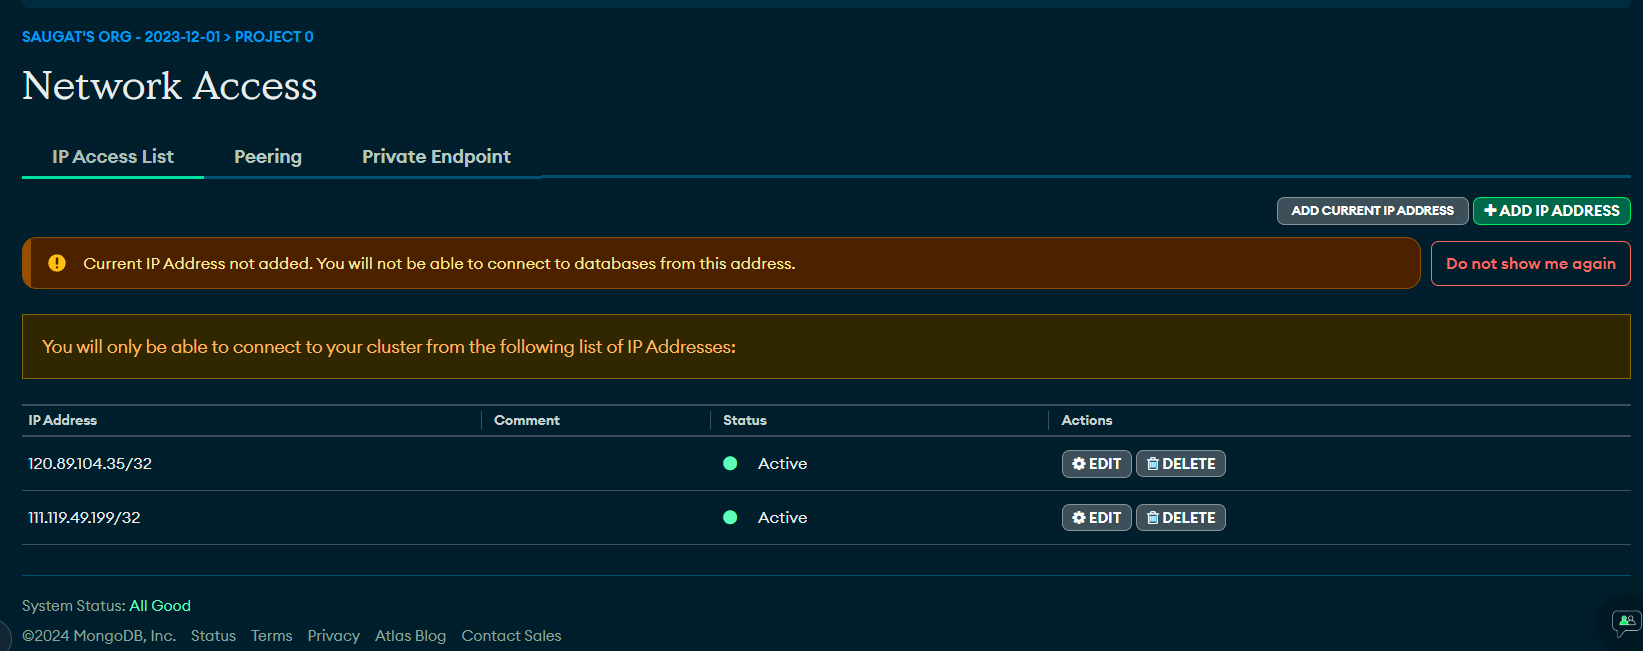 SAUGAT'S ORG - 2023-12-01 > PROJECT 0
Network Access
IP Access List Peering Private Endpoint
ADD CURRENT IP ADDRESS + ADD IP ADDRESS
Current IP Address not added. You will not be able to connect to databases from this address. Do not show me again
You will only be able to connect to your cluster from the following list of IP Addresses:
IP Address Comment Status Actions
120.89.104.35/32 Active EDIT DELETE
111.119.49.199/32 Active EDIT DELETE
System Status: All Good
©2024 MongoDB, Inc. Status Terms Privacy Atlas Blog Contact Sales